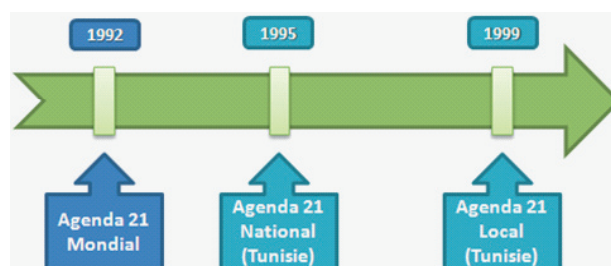 1992
1995
1999
Agenda 21
Mondial
Agenda 21
National
(Tunisie)
Agenda 21
Local
(Tunisie)